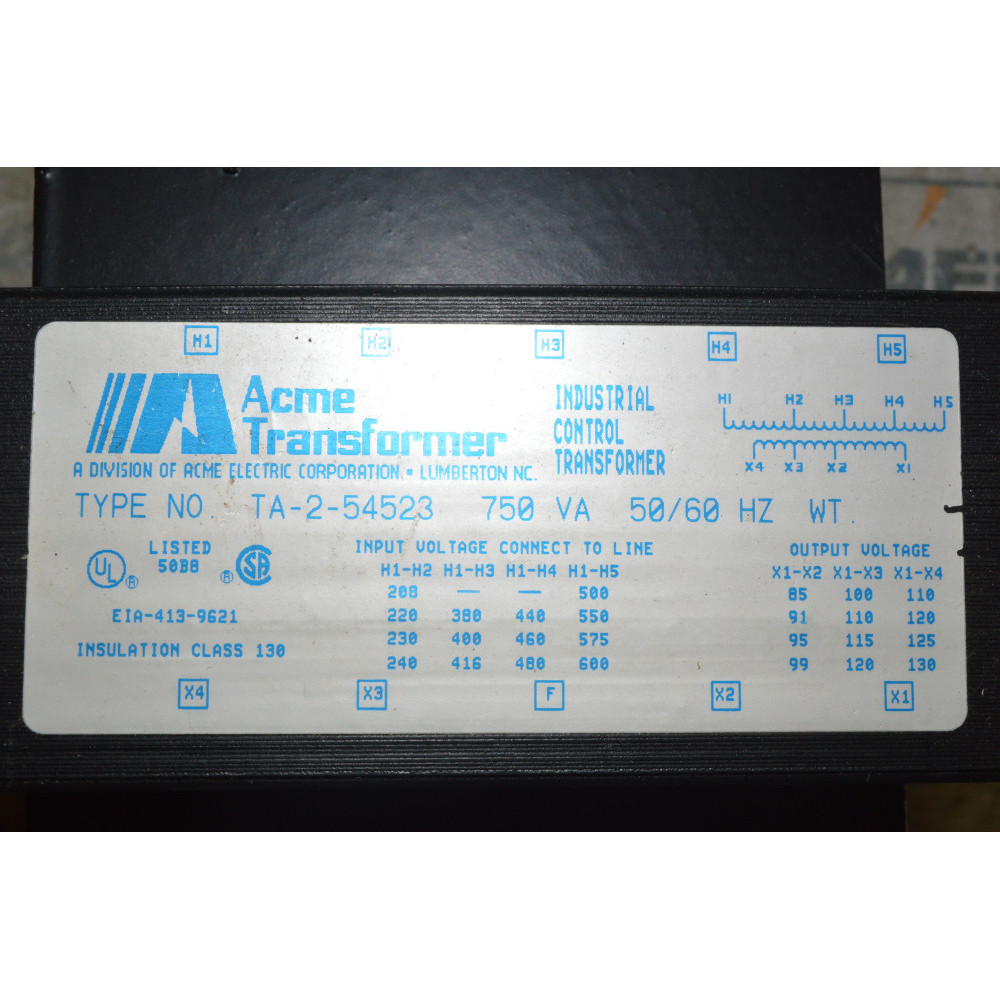 H1 H2 H3 H4 H5
Acme
Transformer
A DIVISION OF ACME ELECTRIC CORPORATION • LUMBERTON NC.
INDUSTRIAL
CONTROL
TRANSFORMER
H1 H2 H3 H4 H5
X4 X3 X2 X1
TYPE NO. TA-2-54523 750 VA 50/60 HZ WT.
UL ®
LISTED
50B8
® SA
EIA-413-9621
INSULATION CLASS 130
INPUT VOLTAGE CONNECT TO LINE
H1-H2 H1-H3 H1-H4 H1-H5
208 — — 500
220 380 440 550
230 400 460 575
240 416 480 600
OUTPUT VOLTAGE
X1-X2 X1-X3 X1-X4
85 100 110
91 110 120
95 115 125
99 120 130
X4 X3 F X2 X1